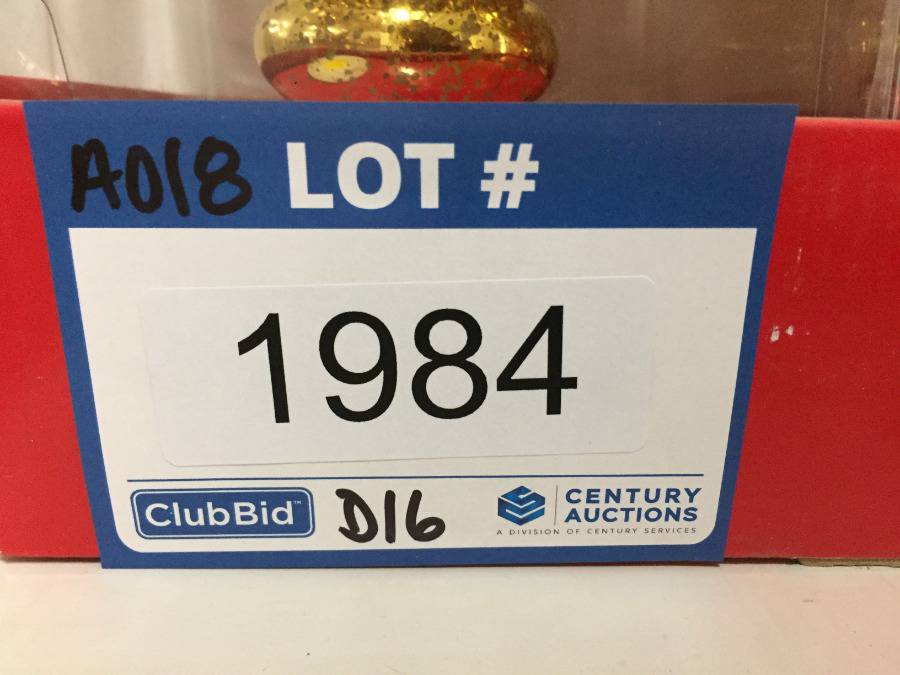 A018 LOT #
1984
ClubBid™ D16 CENTURY
AUCTIONS
A DIVISION OF CENTURY SERVICES